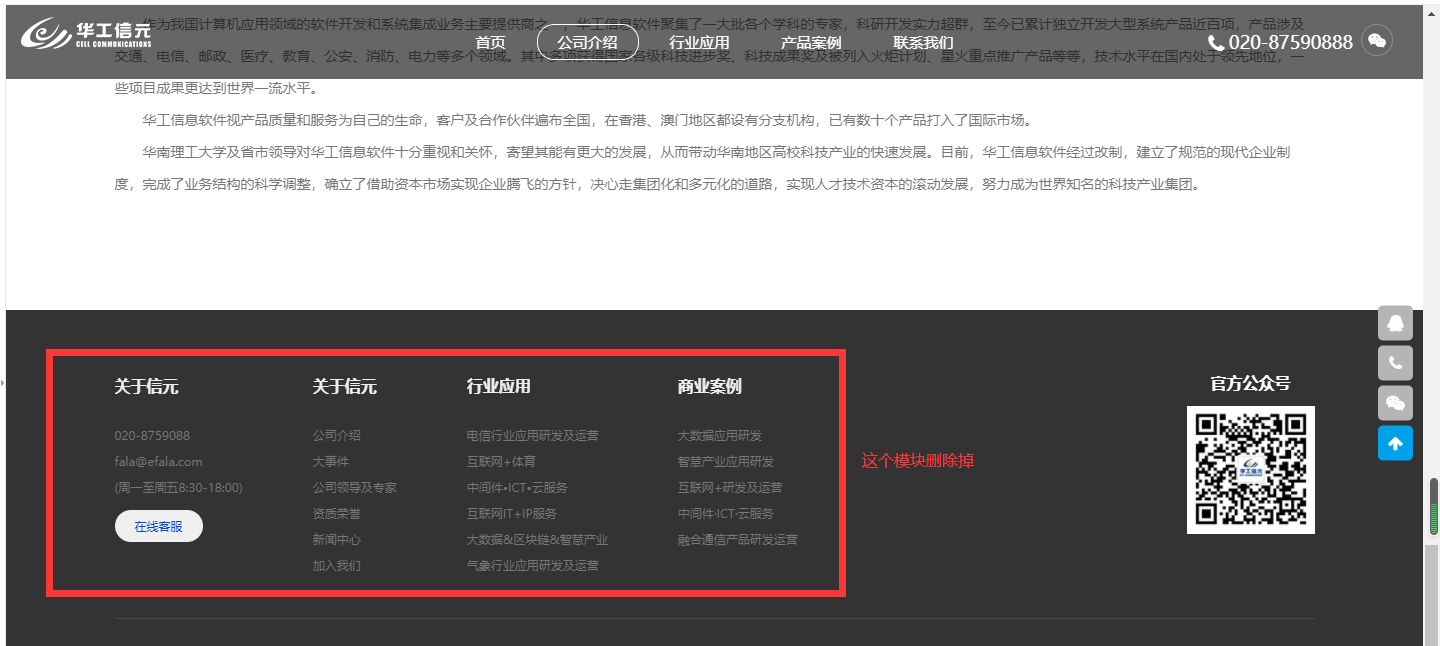 作为我国计算机应用领域的软件开发和系统集成业务主要提供商之一，华工信息软件聚集了一大批各个学科的专家，科研开发实力超群，至今已累计独立开发大型系统产品近百项，产品涉及
华工信元
CELL COMMUNICATIONS
首页 公司介绍 行业应用 产品案例 联系我们 020-87590888
交通、电信、邮政、医疗、教育、公安、消防、电力等多个领域。其中多项获得国家各级科技进步奖、科技成果奖及被列入火炬计划、星火重点推广产品等等，技术水平在国内处于领先地位，一
些项目成果更达到世界一流水平。
华工信息软件视产品质量和服务为自己的生命，客户及合作伙伴遍布全国，在香港、澳门地区都设有分支机构，已有数十个产品打入了国际市场。
华南理工大学及省市领导对华工信息软件十分重视和关怀，寄望其能有更大的发展，从而带动华南地区高校科技产业的快速发展。目前，华工信息软件经过改制，建立了规范的现代企业制
度，完成了业务结构的科学调整，确立了借助资本市场实现企业腾飞的方针，决心走集团化和多元化的道路，实现人才技术资本的滚动发展，努力成为世界知名的科技产业集团。
关于信元
020-8759088
fala@efala.com
(周一至周五8:30-18:00)
在线客服
关于信元
公司介绍
大事件
公司领导及专家
资质荣誉
新闻中心
加入我们
行业应用
电信行业应用研发及运营
互联网+体育
中间件•ICT•云服务
互联网IT+IP服务
大数据&区块链&智慧产业
气象行业应用研发及运营
商业案例
大数据应用研发
智慧产业应用研发
互联网+研发及运营
中间件·ICT·云服务
融合通信产品研发运营
这个模块删除掉
官方公众号
华工信元